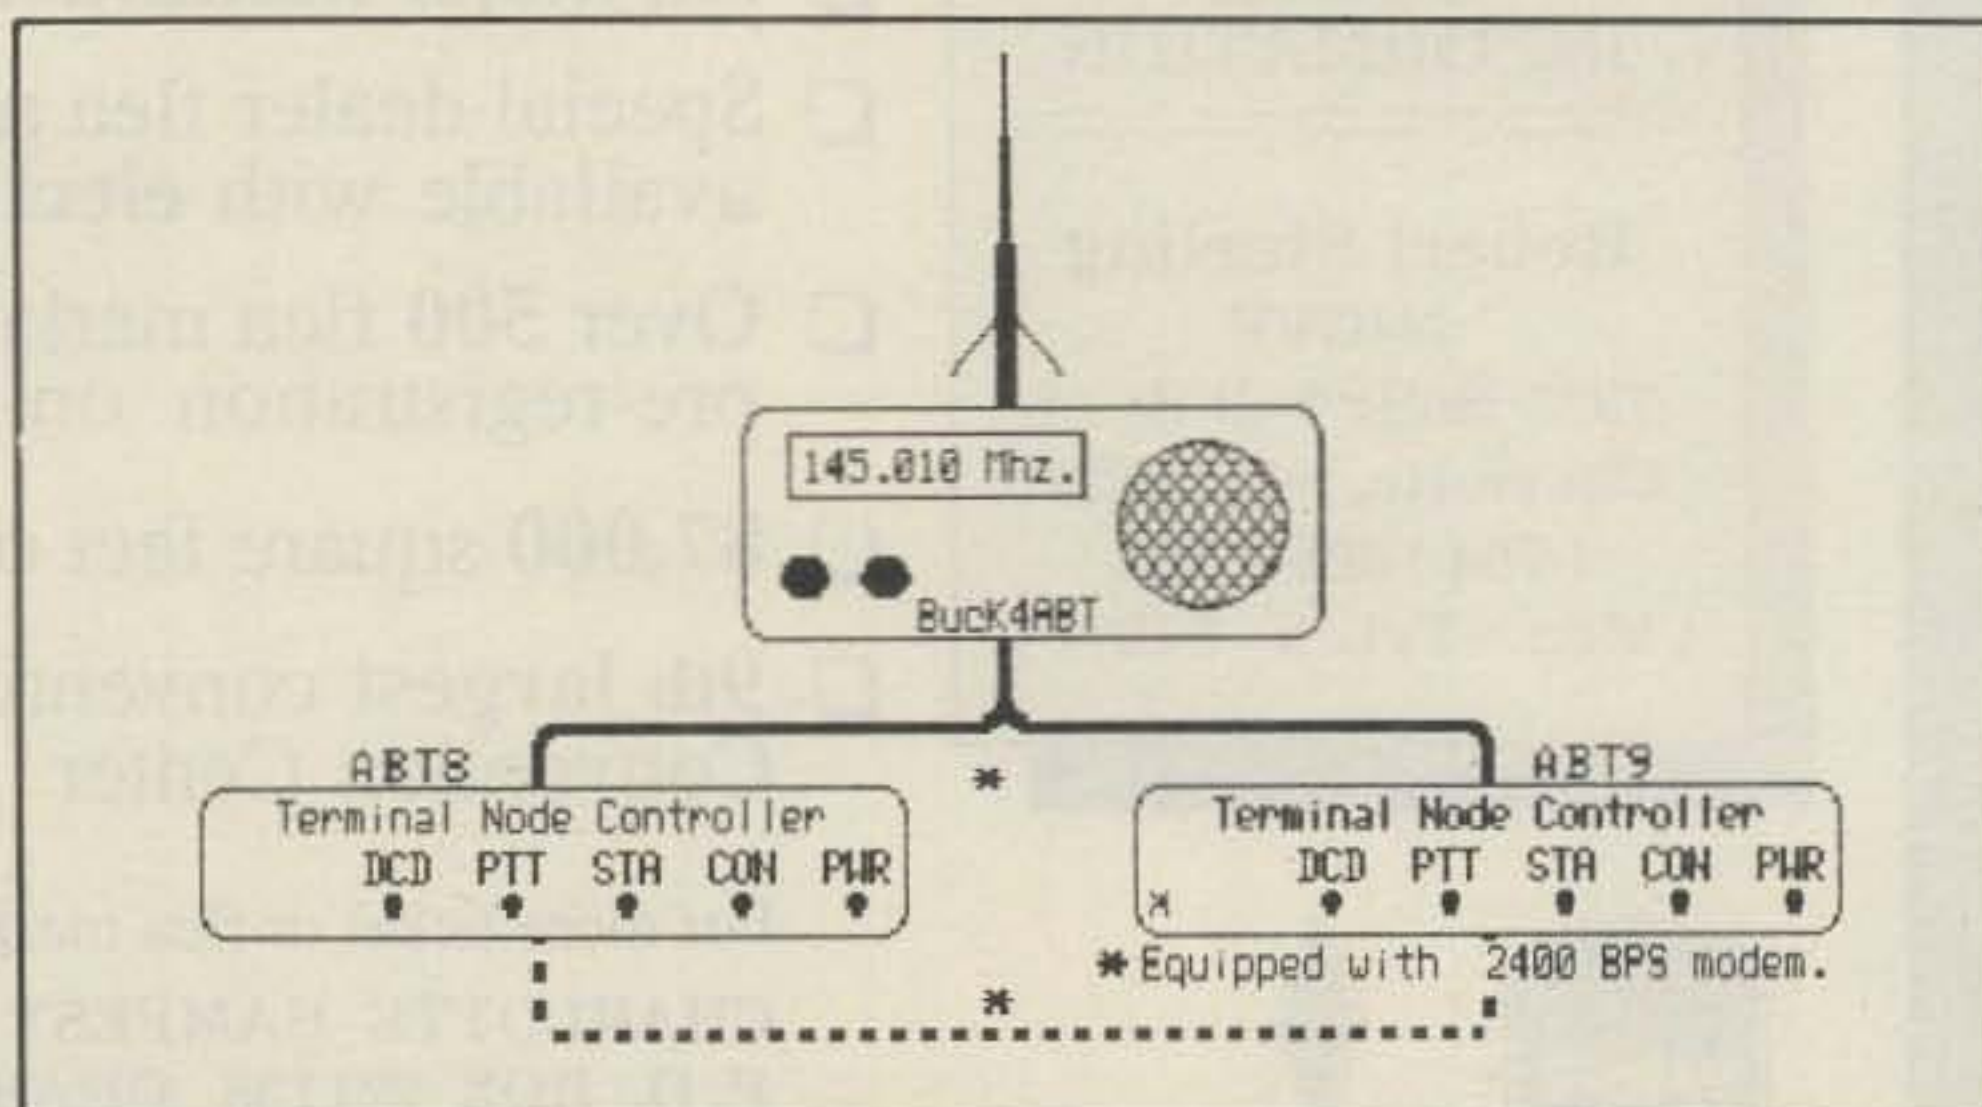 145.010 Mhz.
BucK4ABT
ABT8
Terminal Node Controller
DCD PTT STA CON PWR
*
ABT9
Terminal Node Controller
DCD PTT STA CON PWR
*
* Equipped with 2400 BPS modem.
*